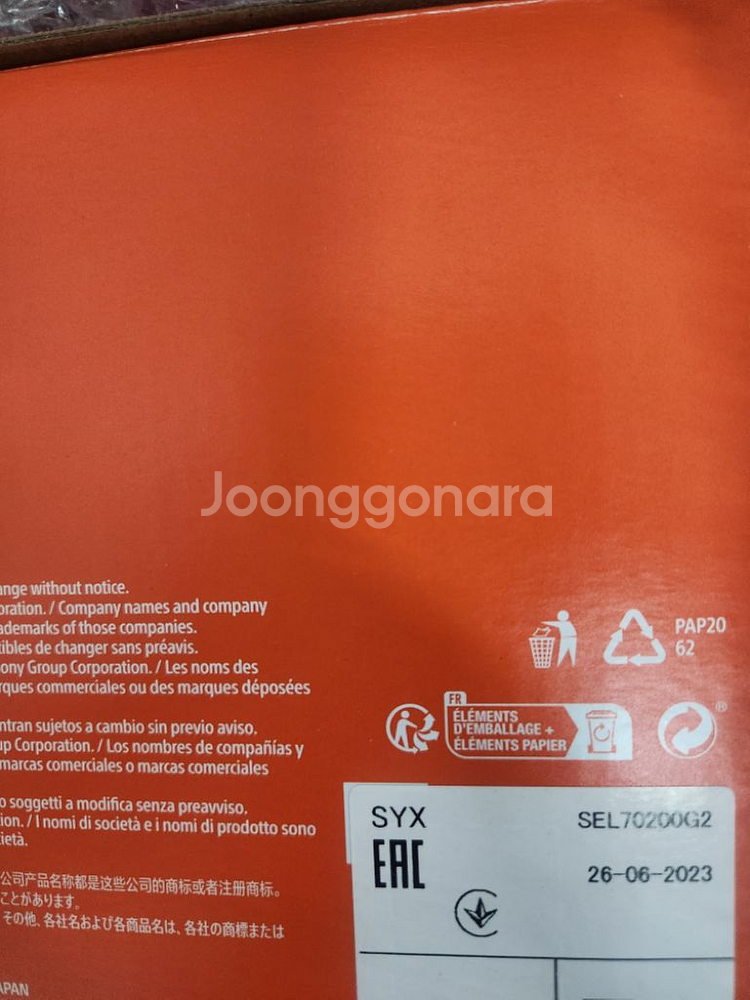 Joonggonara
ange without notice.
oration. / Company names and company
ademarks of those companies.
tibles de changer sans préavis.
ony Group Corporation. / Les noms des
rques commerciales ou des marques déposées
ntran sujetos a cambio sin previo aviso.
up Corporation. / Los nombres de compañías y
marcas comerciales o marcas comerciales
o soggetti a modifica senza preavviso.
ion. / I nomi di società e i nomi di prodotto sono
ietà.
公司产品名称都是这些公司的商标或者注册商标。
ことがあります。
その他、各社名および各商品名は、各社の商標または
APAN
PAP20
62
FR
ÉLÉMENTS
D'EMBALLAGE +
ÉLÉMENTS PAPIER
®
SYX
SEL70200G2
EAC
26-06-2023